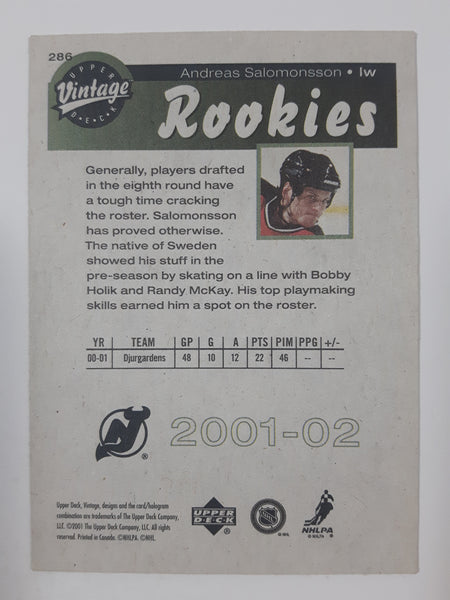 286
UPPER
Vintage
DECK
Andreas Salomonsson • lw
Rookies
Generally, players drafted
in the eighth round have
a tough time cracking
the roster. Salomonsson
has proved otherwise.
The native of Sweden
showed his stuff in the
pre-season by skating on a line with Bobby
Holik and Randy McKay. His top playmaking
skills earned him a spot on the roster.
YR TEAM GP G A PTS PIM PPG +/-
00-01 Djurgardens 48 10 12 22 46 -- --
2001-02
Upper Deck, Vintage, designs and the card/hologram
combination are trademarks of The Upper Deck Company,
LLC. ©2001 The Upper Deck Company, LLC. All rights
reserved. Printed in Canada. ©NHLPA. ©NHL.
UPPER
DECK
NHL
© NHL
NHLPA
© NHLPA